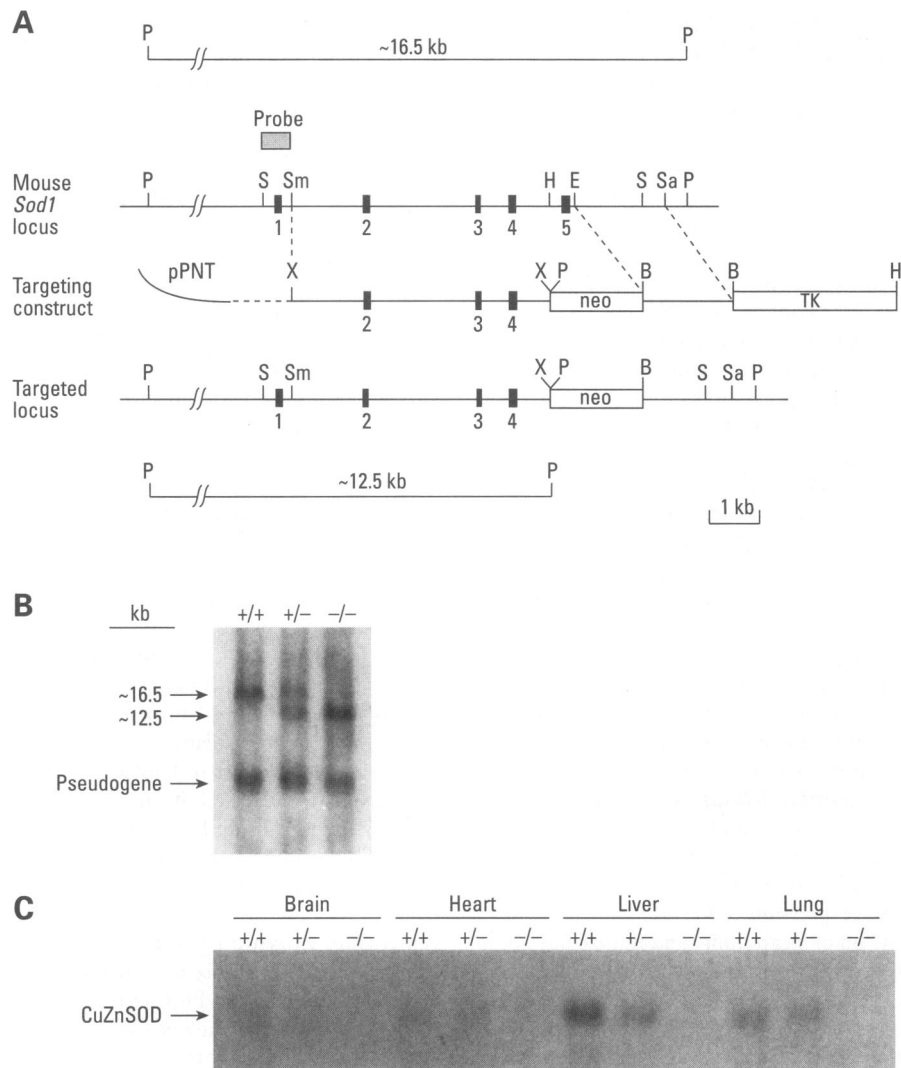 A
P ~16.5 kb P
Probe
Mouse
Sod1
locus
P S Sm H E S Sa P
1 2 3 4 5
Targeting
construct
pPNT X X P B B H
neo TK
2 3 4
Targeted
locus
P S Sm X P B S Sa P
neo
1 2 3 4
P ~12.5 kb P
1 kb
B
kb +/+ +/– –/–
~16.5
~12.5
Pseudogene
C
Brain Heart Liver Lung
+/+ +/– –/– +/+ +/– –/– +/+ +/– –/– +/+ +/– –/–
CuZnSOD